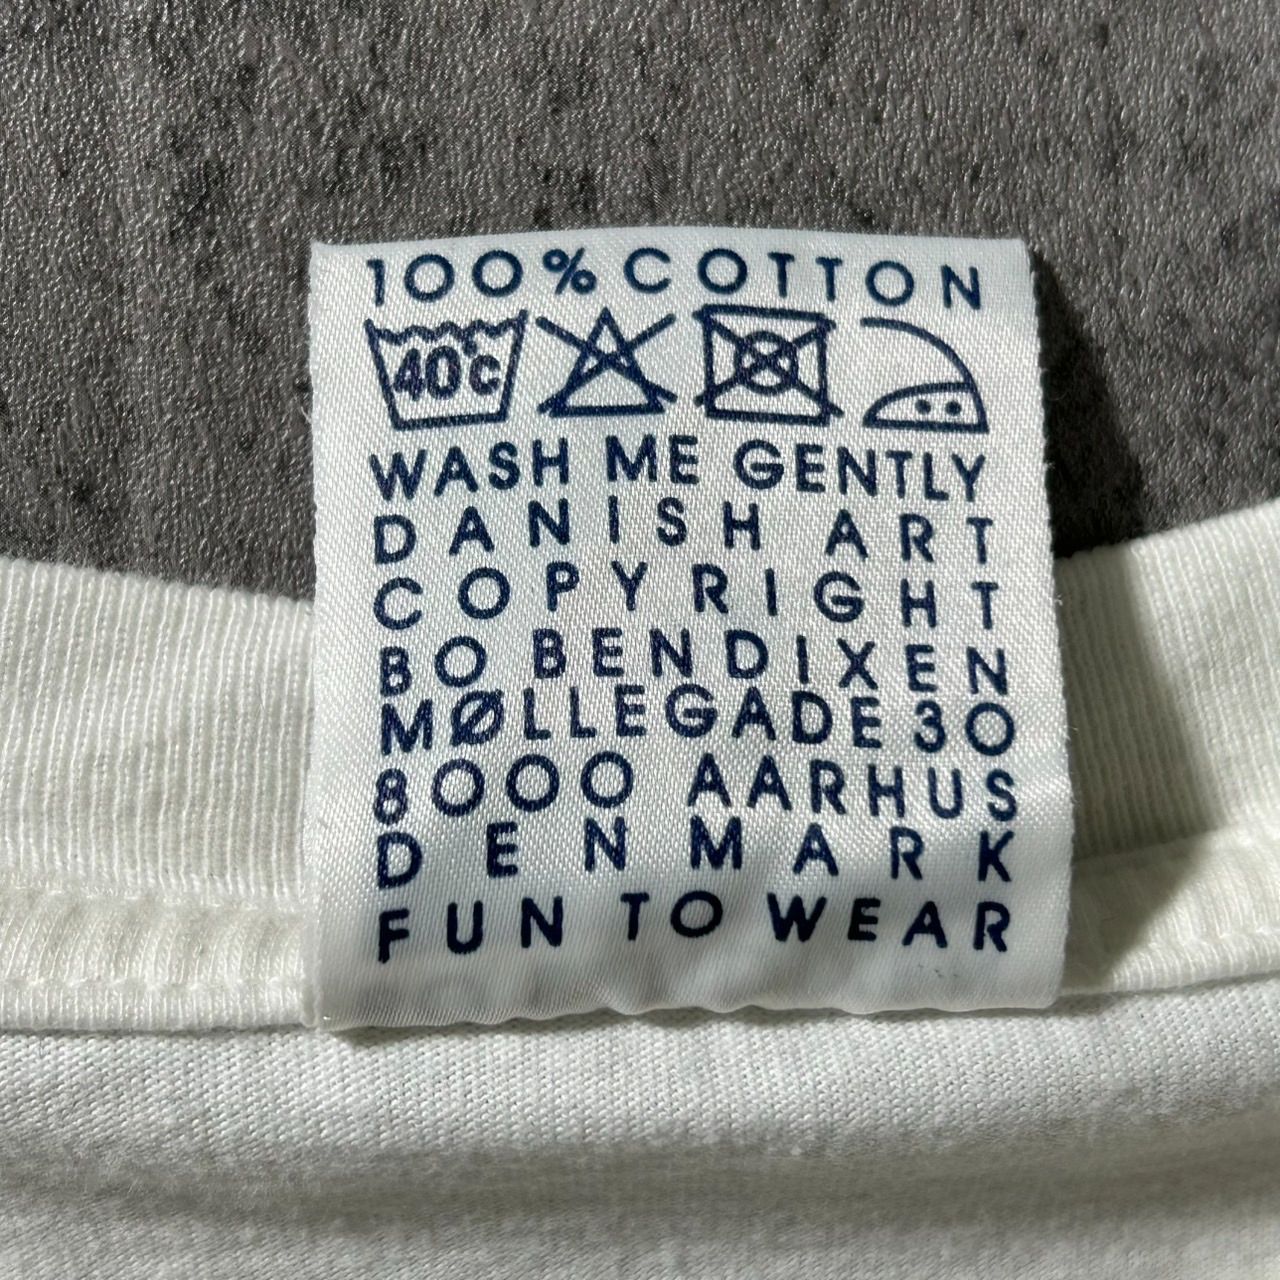 100% COTTON
40°C
WASH ME GENTLY
DANISH ART
COPYRIGHT
BO BENDIXEN
MØLLEGADE 30
8000 AARHUS
DENMARK
FUN TO WEAR